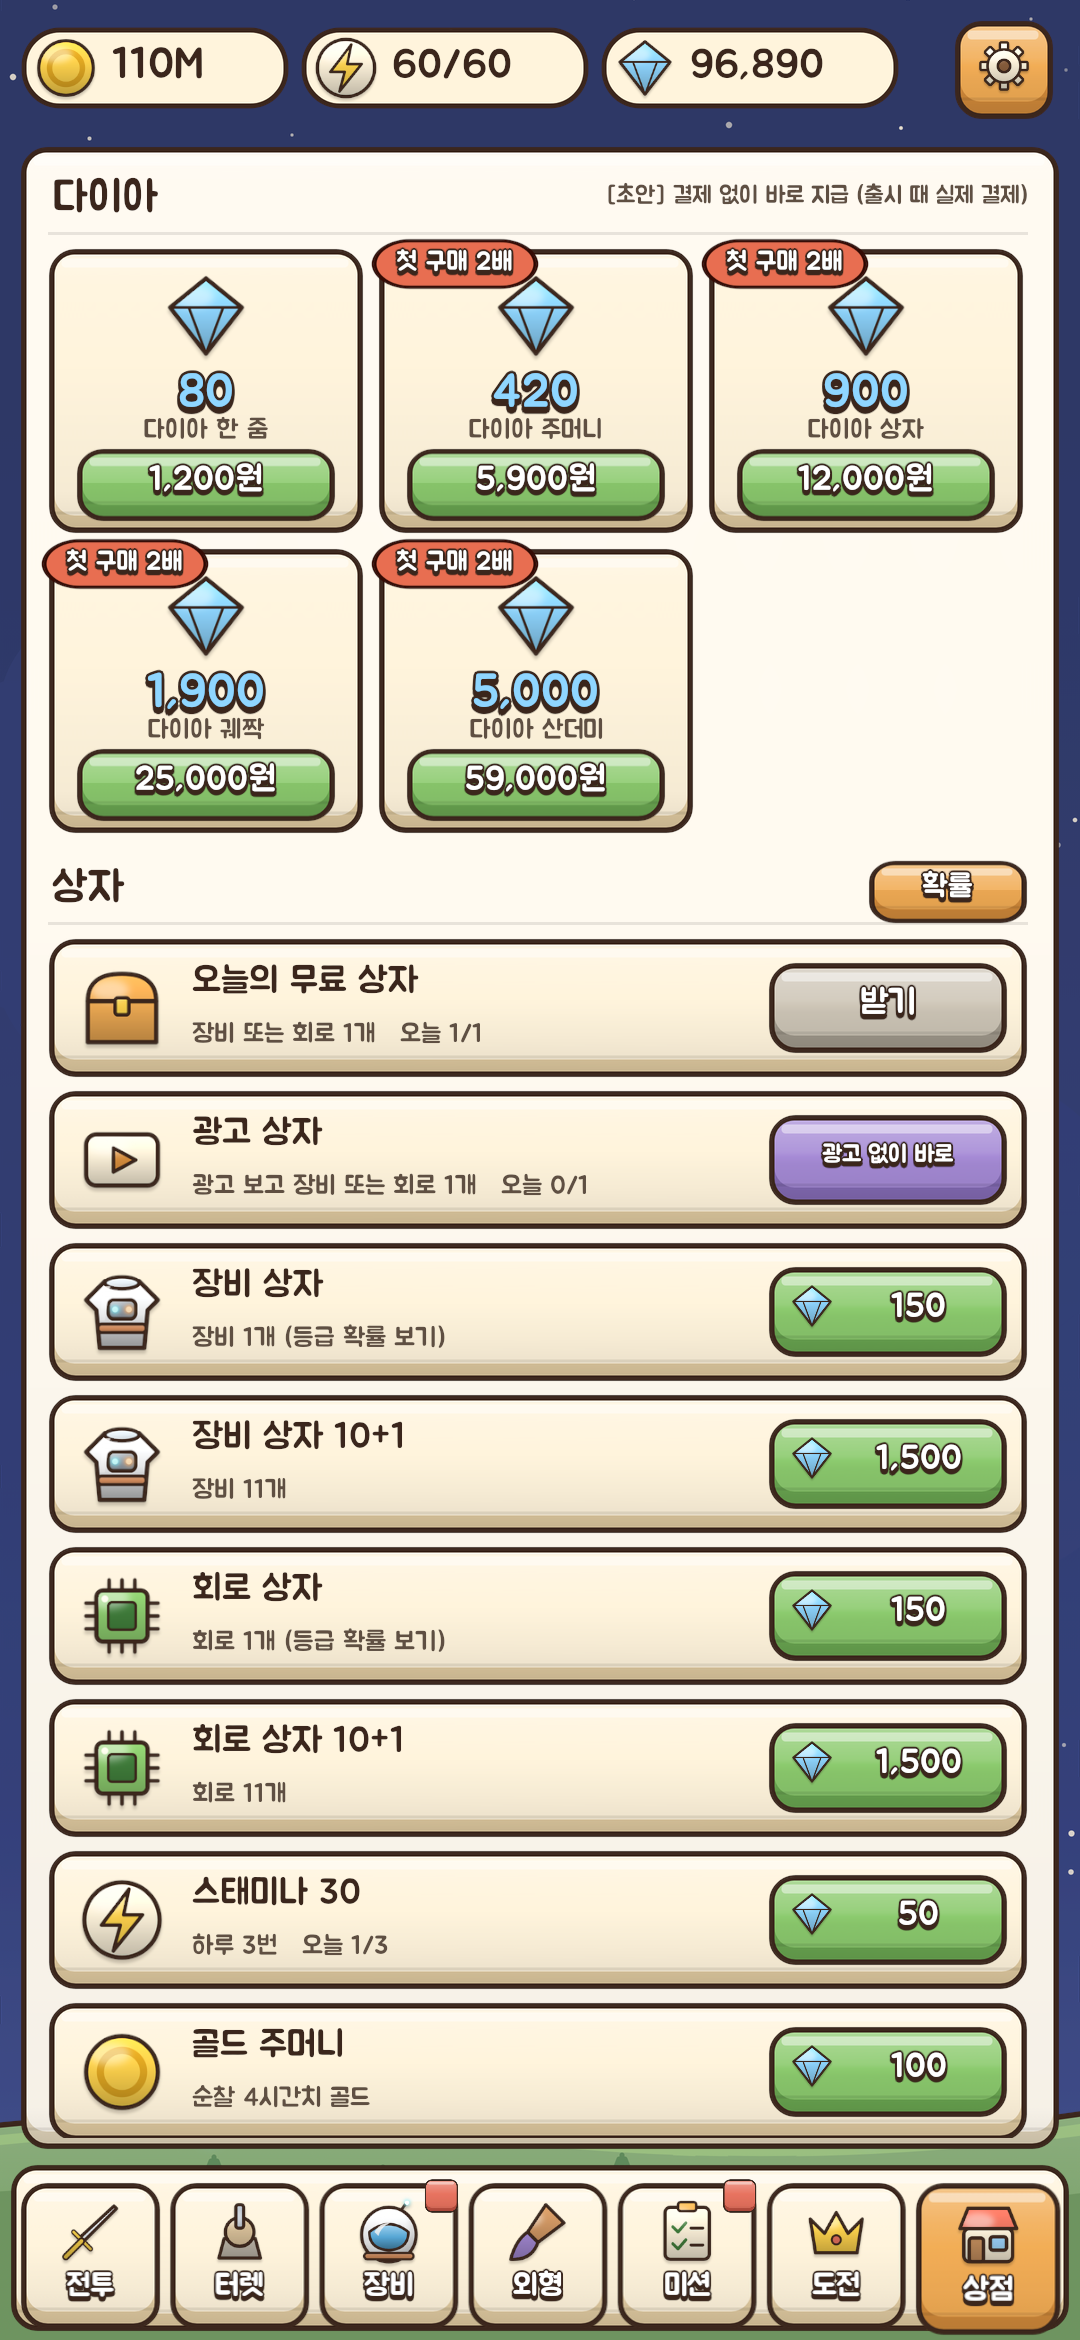 110M
60/60
96,890
다이아
[초안] 결제 없이 바로 지급 (출시 때 실제 결제)
80
다이아 한 줌
1,200원
첫 구매 2배
420
다이아 주머니
5,900원
첫 구매 2배
900
다이아 상자
12,000원
첫 구매 2배
1,900
다이아 궤짝
25,000원
첫 구매 2배
5,000
다이아 산더미
59,000원
상자
확률
오늘의 무료 상자
장비 또는 회로 1개 오늘 1/1
받기
광고 상자
광고 보고 장비 또는 회로 1개 오늘 0/1
광고 없이 바로
장비 상자
장비 1개 (등급 확률 보기)
150
장비 상자 10+1
장비 11개
1,500
회로 상자
회로 1개 (등급 확률 보기)
150
회로 상자 10+1
회로 11개
1,500
스태미나 30
하루 3번 오늘 1/3
50
골드 주머니
순찰 4시간치 골드
100
전투
터렛
장비
외형
미션
도전
상점